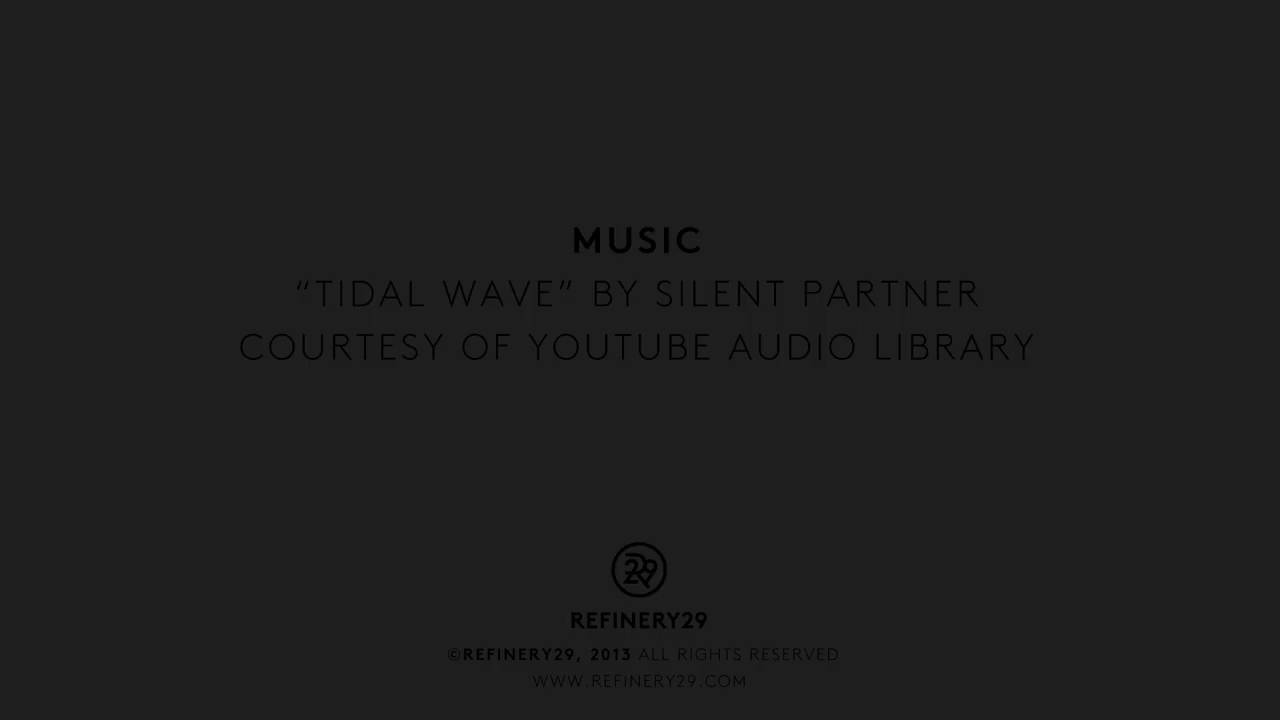 MUSIC
“TIDAL WAVE” BY SILENT PARTNER
COURTESY OF YOUTUBE AUDIO LIBRARY
R29
REFINERY29
©REFINERY29, 2013 ALL RIGHTS RESERVED
WWW.REFINERY29.COM